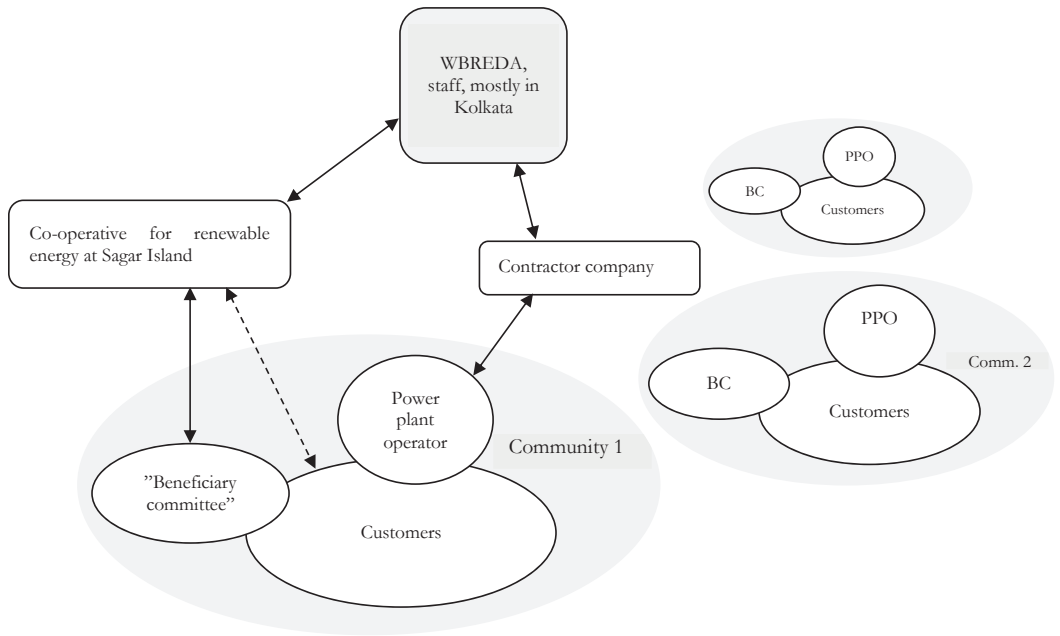 WBREDA,
staff, mostly in
Kolkata
Co-operative for renewable
energy at Sagar Island
Contractor company
PPO
BC
Customers
PPO
BC
Customers
Comm. 2
Power
plant
operator
Community 1
”Beneficiary
committee”
Customers